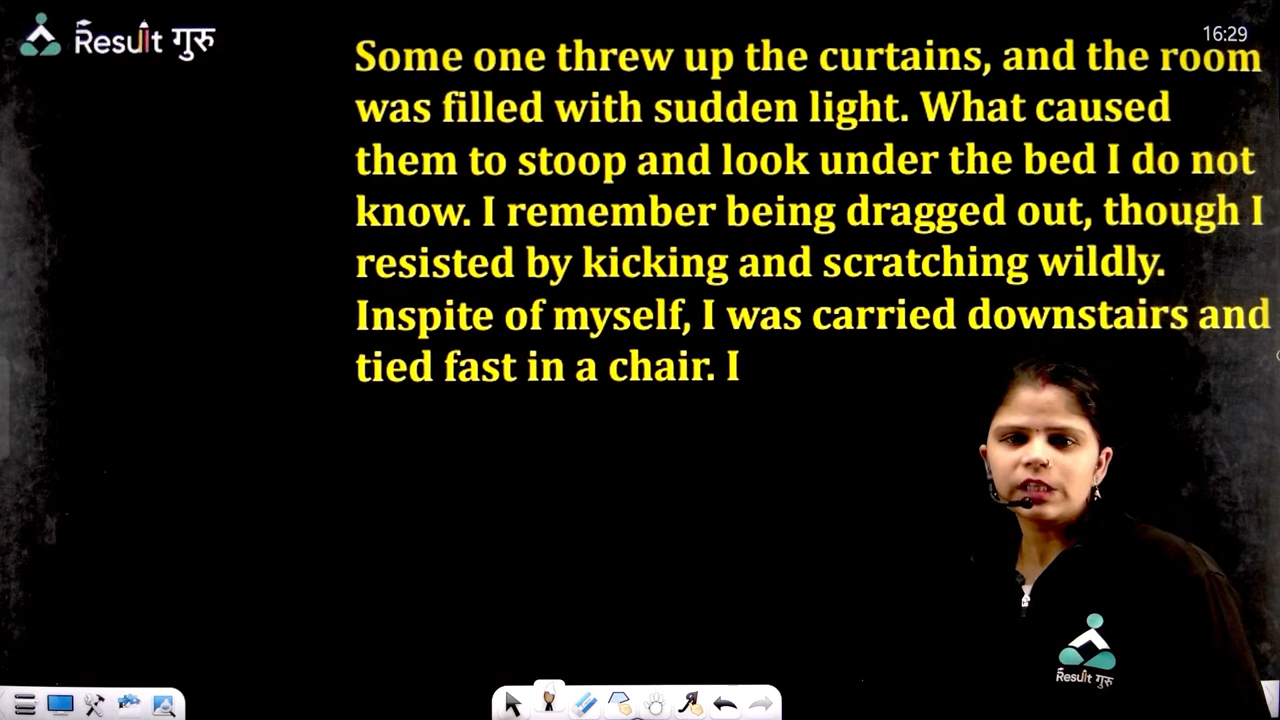 Result गुरु
16:29
Some one threw up the curtains, and the room
was filled with sudden light. What caused
them to stoop and look under the bed I do not
know. I remember being dragged out, though I
resisted by kicking and scratching wildly.
Inspite of myself, I was carried downstairs and
tied fast in a chair. I
Result गुरु